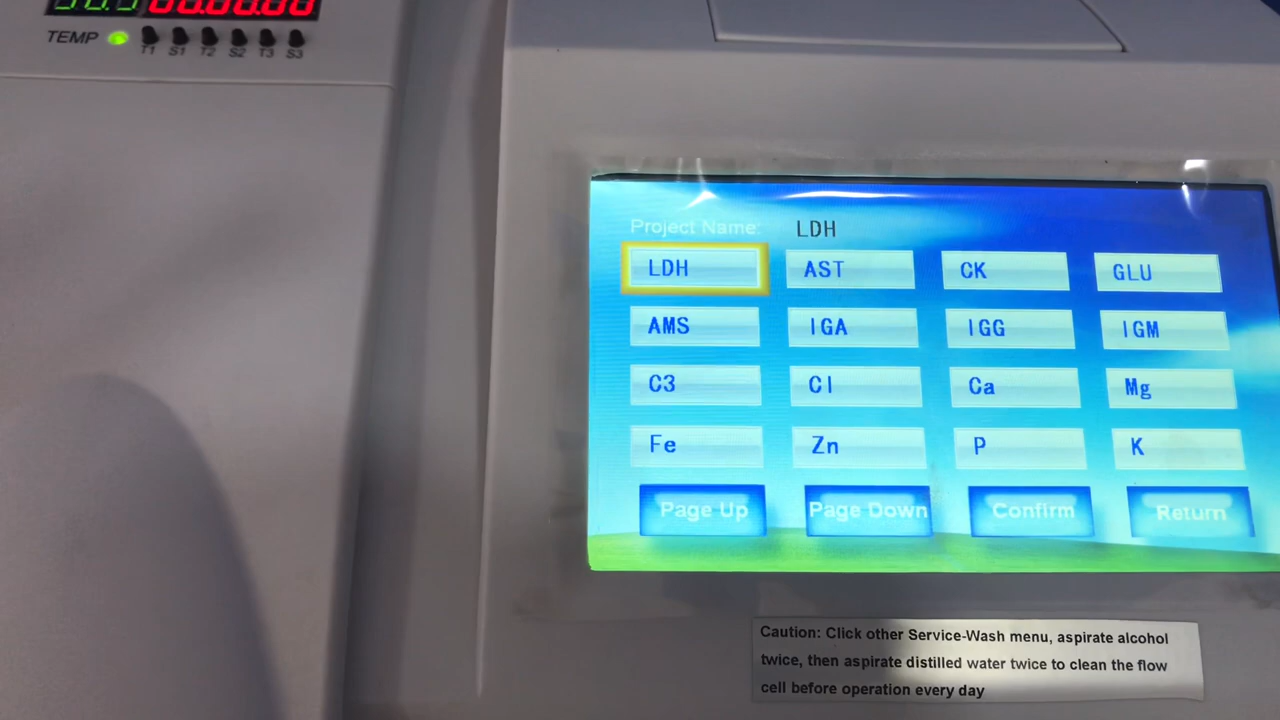 TEMP
T1 S1 T2 S2 T3 S3
Project Name: LDH
LDH AST CK GLU
AMS IGA IGG IGM
C3 Cl Ca Mg
Fe Zn P K
Page Up Page Down Confirm Return
Caution: Click other Service-Wash menu, aspirate alcohol
twice, then aspirate distilled water twice to clean the flow
cell before operation every day